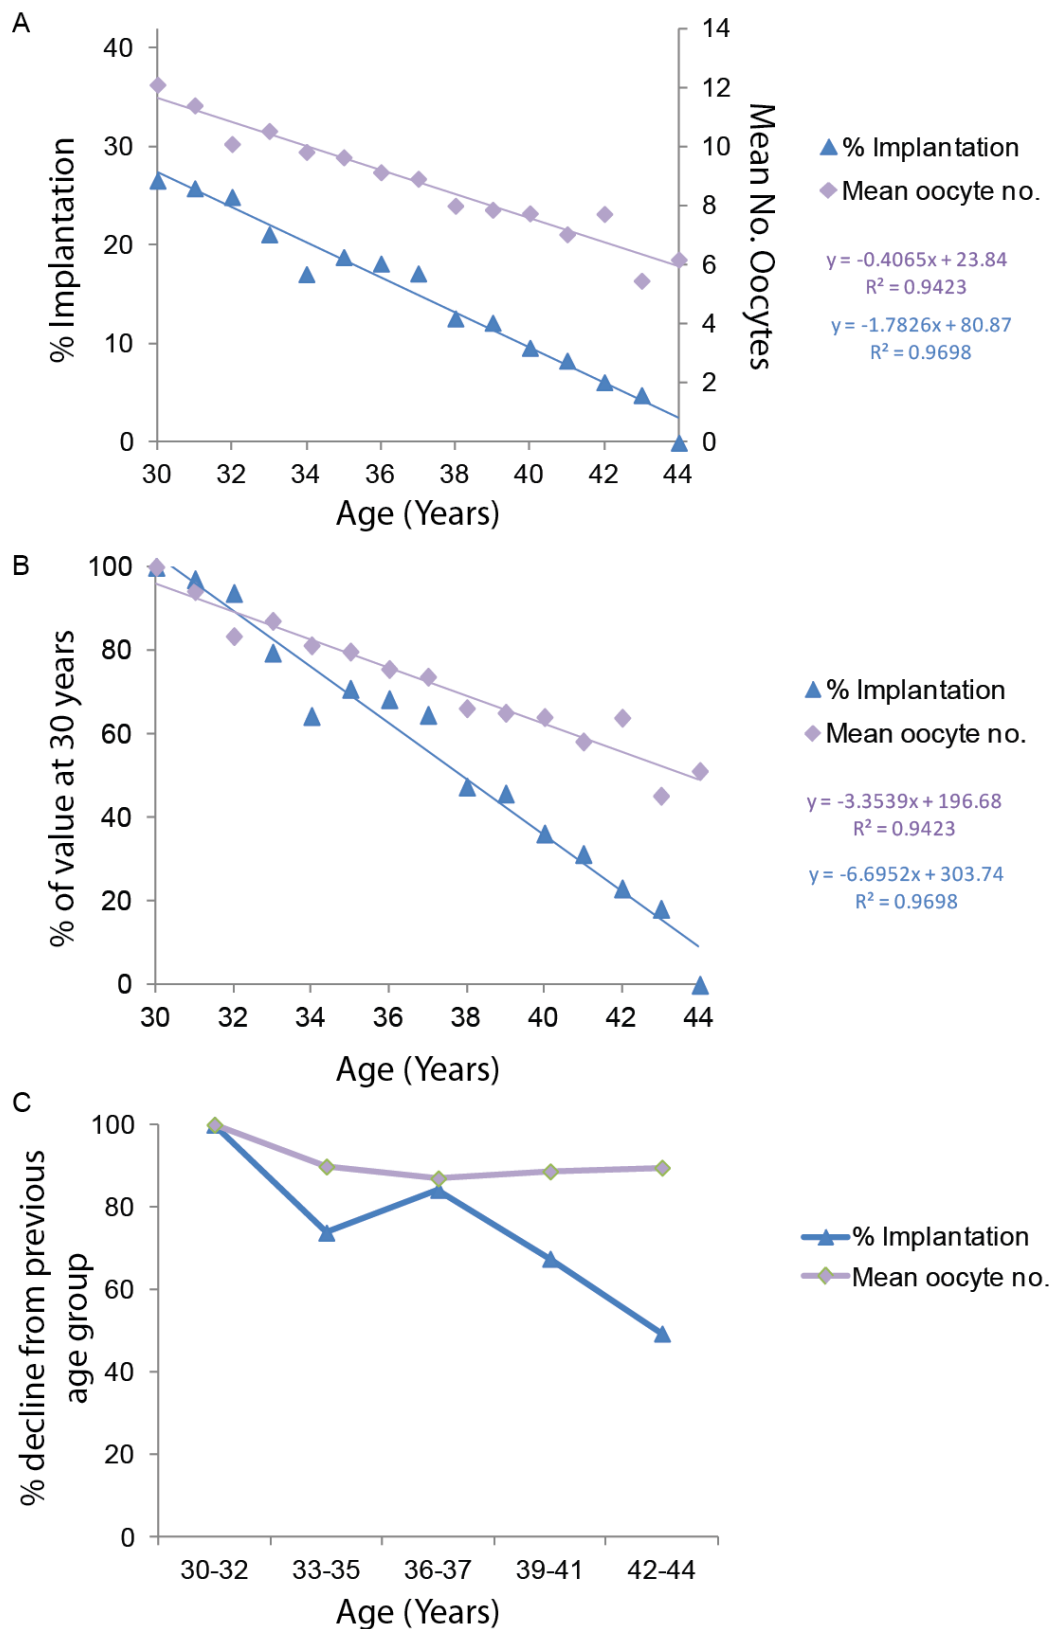 A
40
30
20
10
0
% Implantation
14
12
10
8
6
4
2
0
Mean No. Oocytes
30 32 34 36 38 40 42 44
Age (Years)
% Implantation
Mean oocyte no.
y = -0.4065x + 23.84
R² = 0.9423
y = -1.7826x + 80.87
R² = 0.9698
B
100
80
60
40
20
0
% of value at 30 years
30 32 34 36 38 40 42 44
Age (Years)
% Implantation
Mean oocyte no.
y = -3.3539x + 196.68
R² = 0.9423
y = -6.6952x + 303.74
R² = 0.9698
C
100
80
60
40
20
0
% decline from previous
age group
30-32 33-35 36-37 39-41 42-44
Age (Years)
% Implantation
Mean oocyte no.